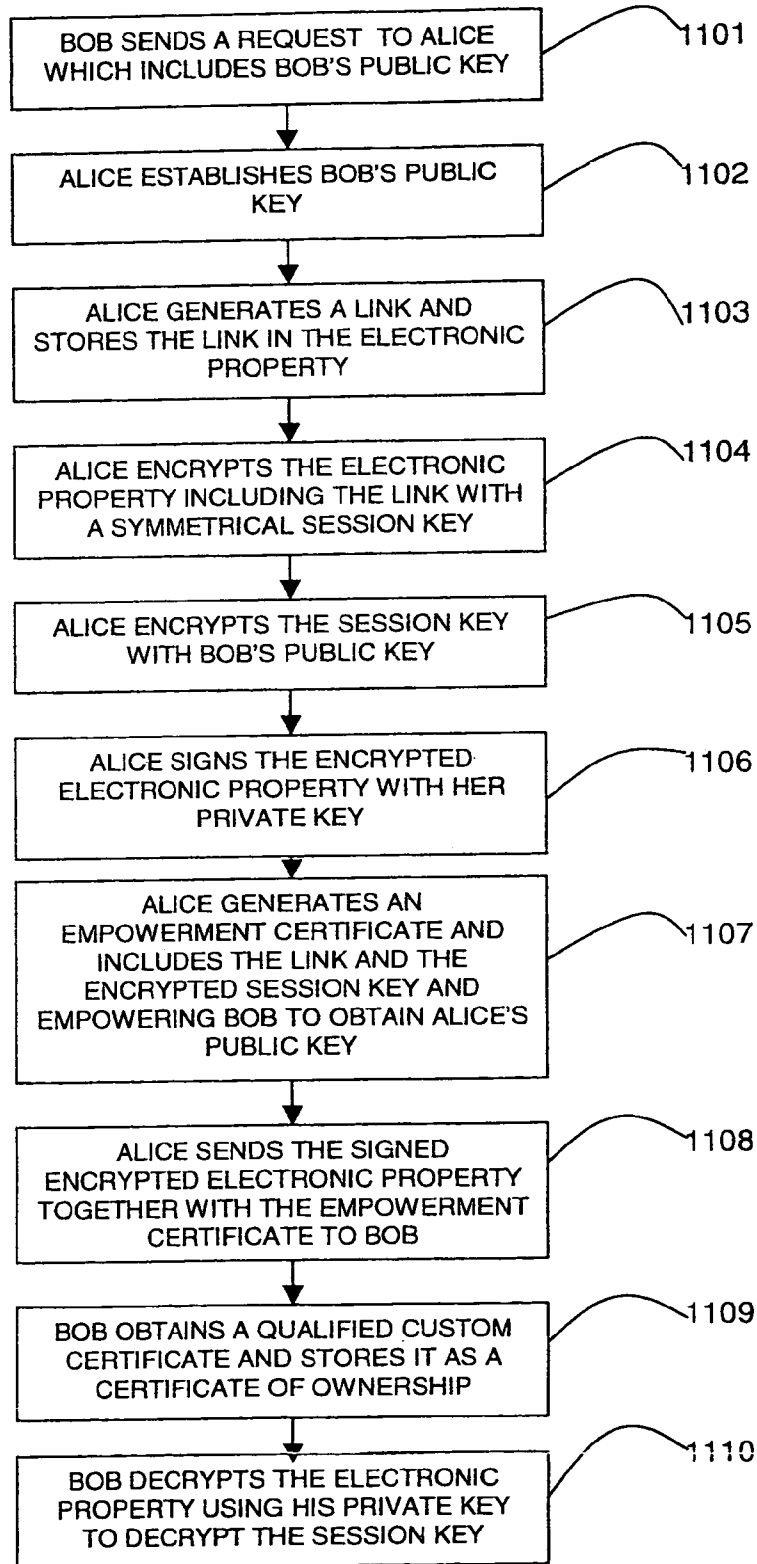 BOB SENDS A REQUEST TO ALICE
WHICH INCLUDES BOB'S PUBLIC KEY
1101
ALICE ESTABLISHES BOB'S PUBLIC
KEY
1102
ALICE GENERATES A LINK AND
STORES THE LINK IN THE ELECTRONIC
PROPERTY
1103
ALICE ENCRYPTS THE ELECTRONIC
PROPERTY INCLUDING THE LINK WITH
A SYMMETRICAL SESSION KEY
1104
ALICE ENCRYPTS THE SESSION KEY
WITH BOB'S PUBLIC KEY
1105
ALICE SIGNS THE ENCRYPTED
ELECTRONIC PROPERTY WITH HER
PRIVATE KEY
1106
ALICE GENERATES AN
EMPOWERMENT CERTIFICATE AND
INCLUDES THE LINK AND THE
ENCRYPTED SESSION KEY AND
EMPOWERING BOB TO OBTAIN ALICE'S
PUBLIC KEY
1107
ALICE SENDS THE SIGNED
ENCRYPTED ELECTRONIC PROPERTY
TOGETHER WITH THE EMPOWERMENT
CERTIFICATE TO BOB
1108
BOB OBTAINS A QUALIFIED CUSTOM
CERTIFICATE AND STORES IT AS A
CERTIFICATE OF OWNERSHIP
1109
BOB DECRYPTS THE ELECTRONIC
PROPERTY USING HIS PRIVATE KEY
TO DECRYPT THE SESSION KEY
1110